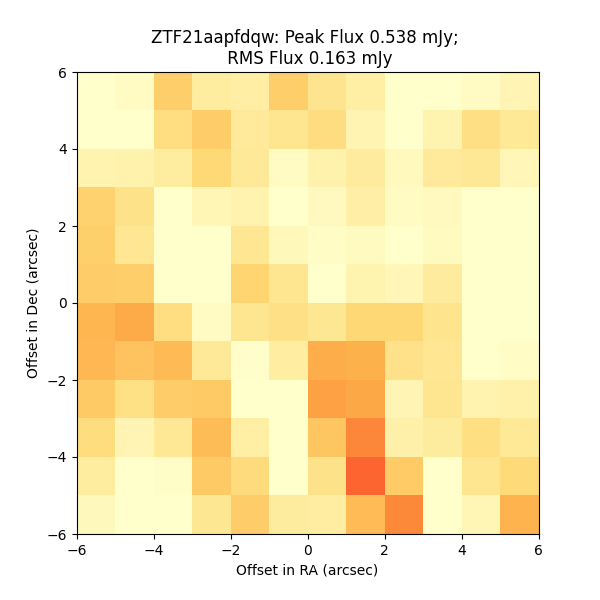 ZTF21aapfdqw: Peak Flux 0.538 mJy;
RMS Flux 0.163 mJy
6
4
2
0
−2
−4
−6
Offset in Dec (arcsec)
−6 −4 −2 0 2 4 6
Offset in RA (arcsec)